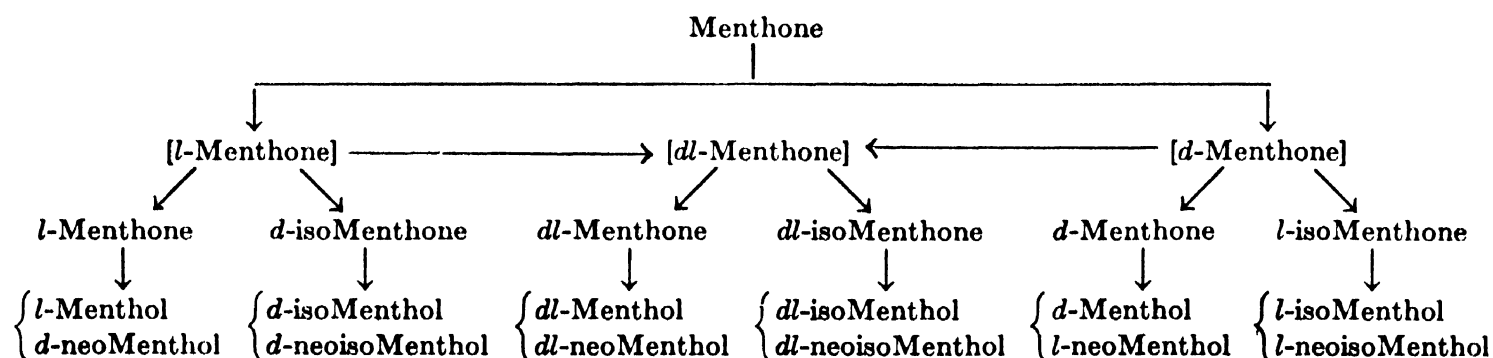 Menthone
[l-Menthone] [dl-Menthone] [d-Menthone]
l-Menthone d-isoMenthone dl-Menthone dl-isoMenthone d-Menthone l-isoMenthone
l-Menthol d-isoMenthol dl-Menthol dl-isoMenthol d-Menthol l-isoMenthol
d-neoMenthol d-neoisoMenthol dl-neoMenthol dl-neoisoMenthol l-neoMenthol l-neoisoMenthol